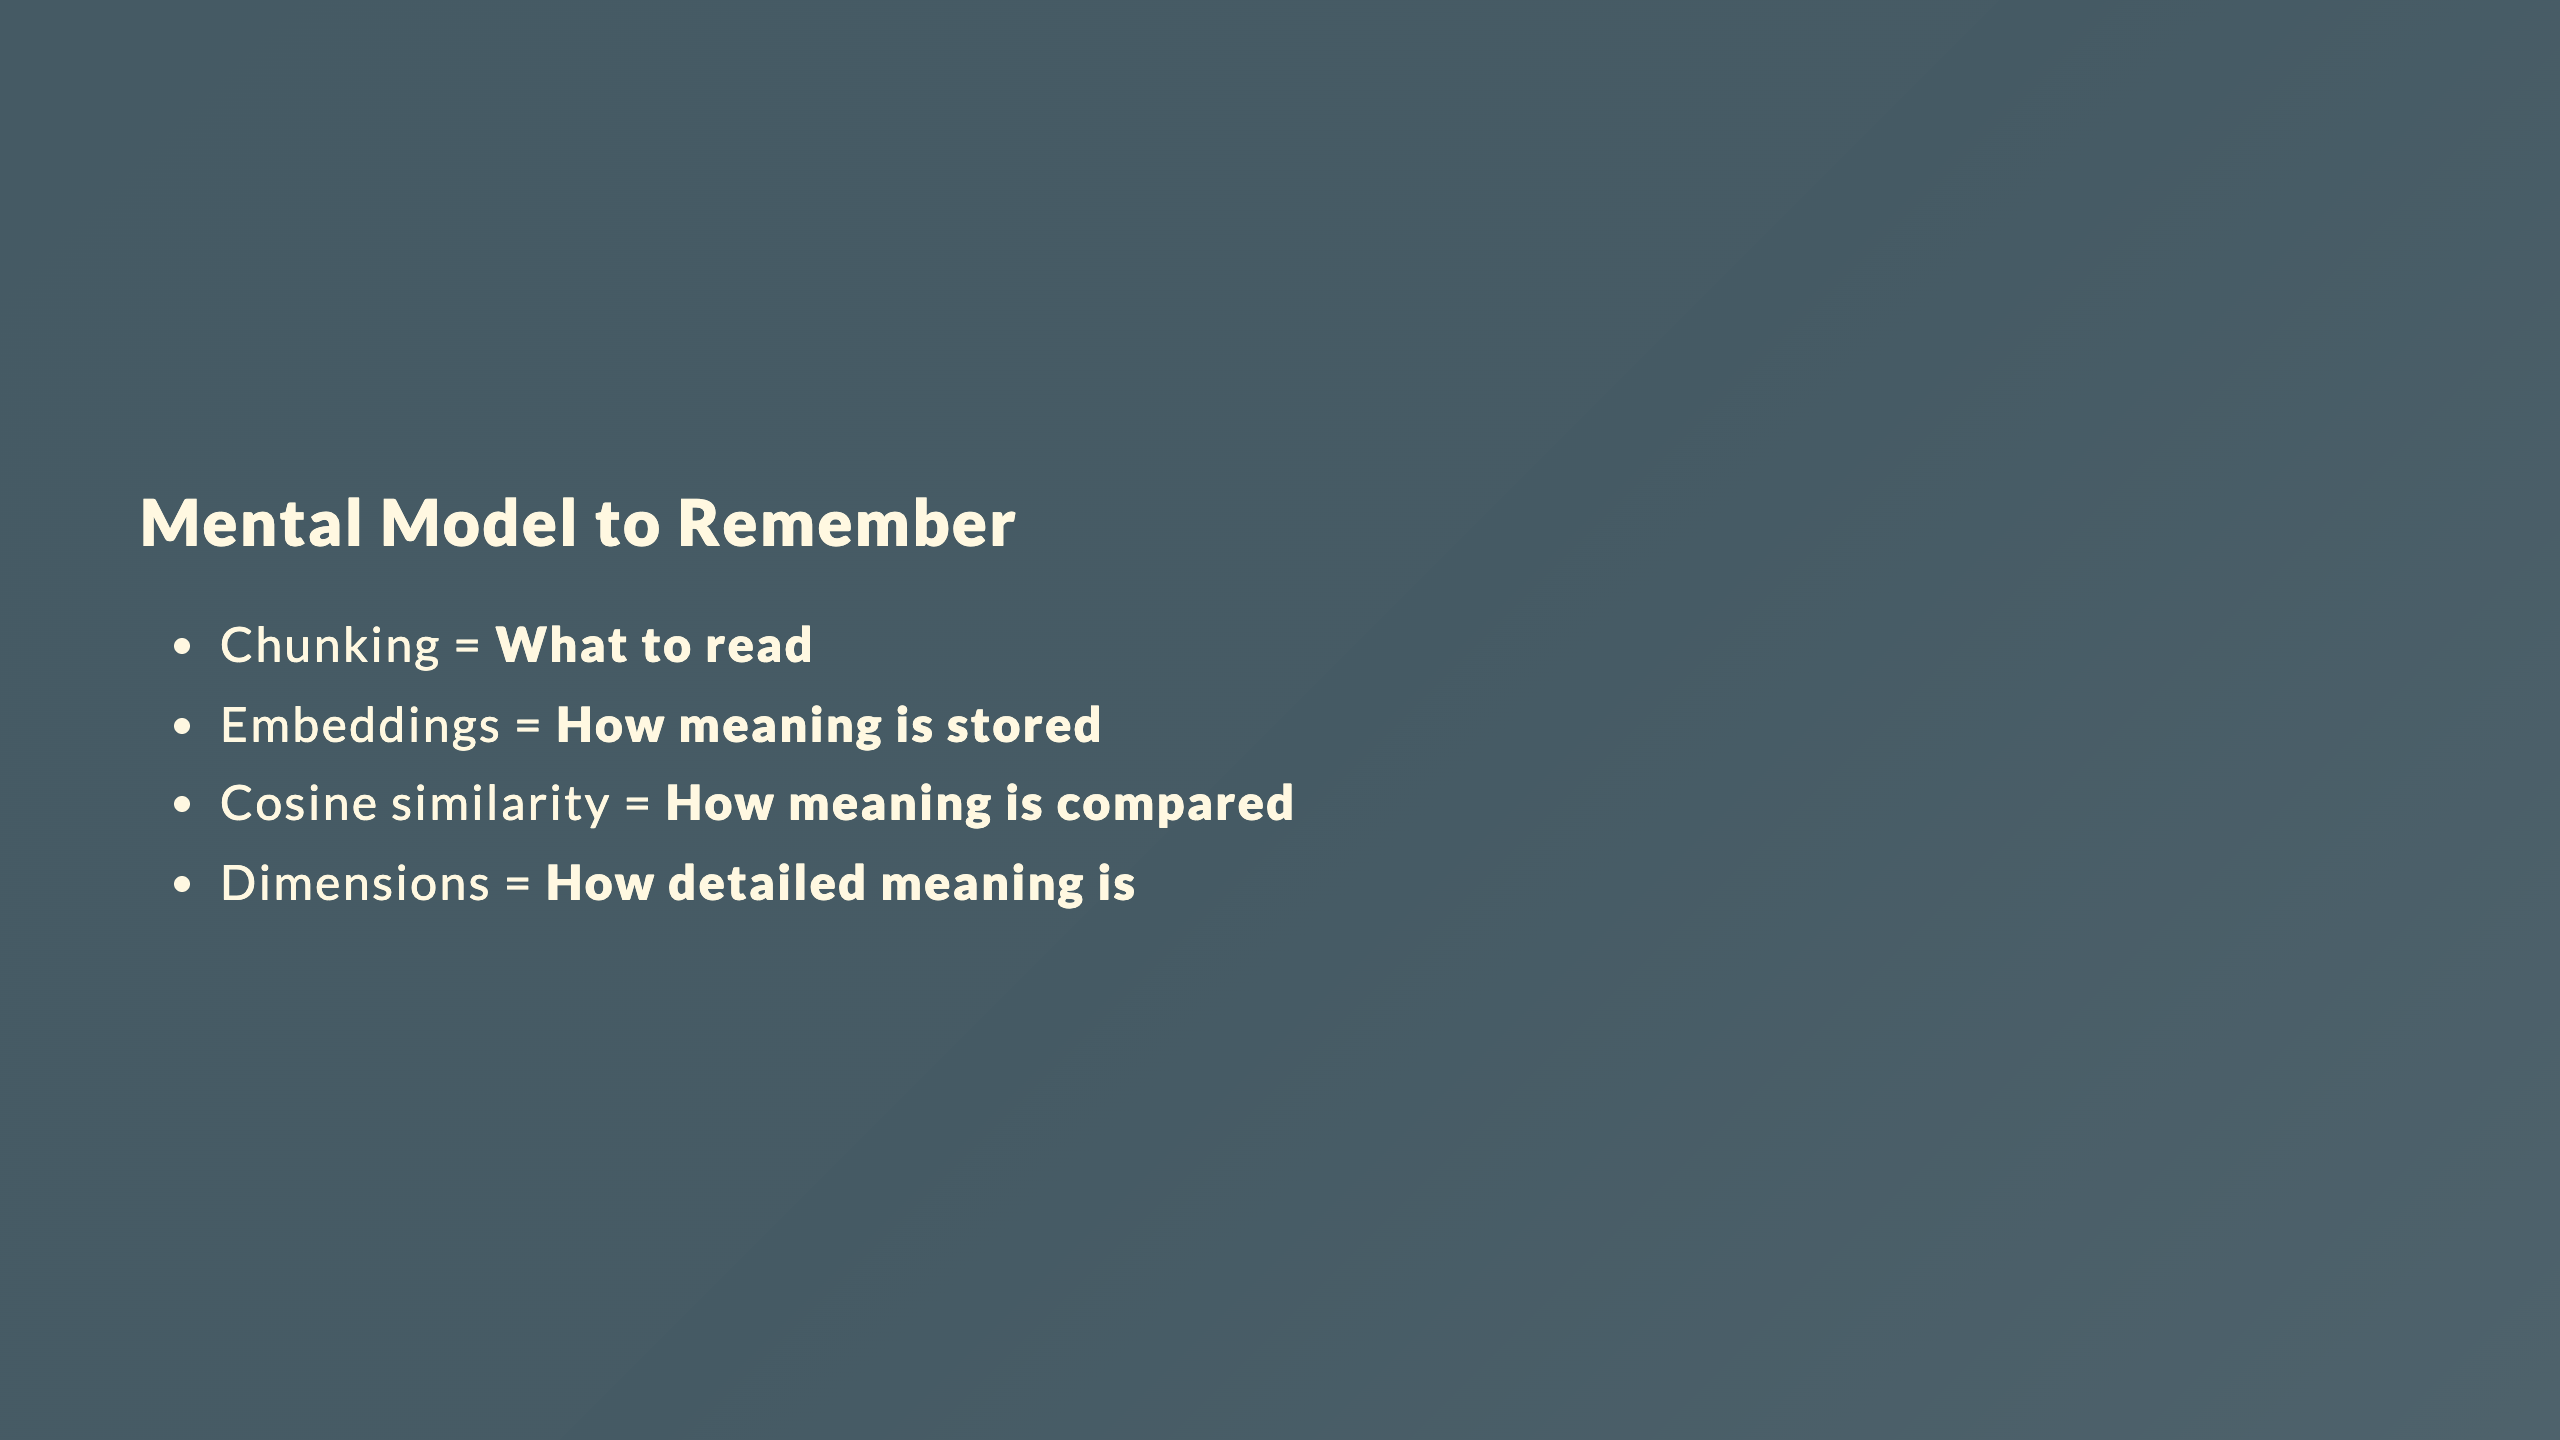 Mental Model to Remember
• Chunking = What to read
• Embeddings = How meaning is stored
• Cosine similarity = How meaning is compared
• Dimensions = How detailed meaning is